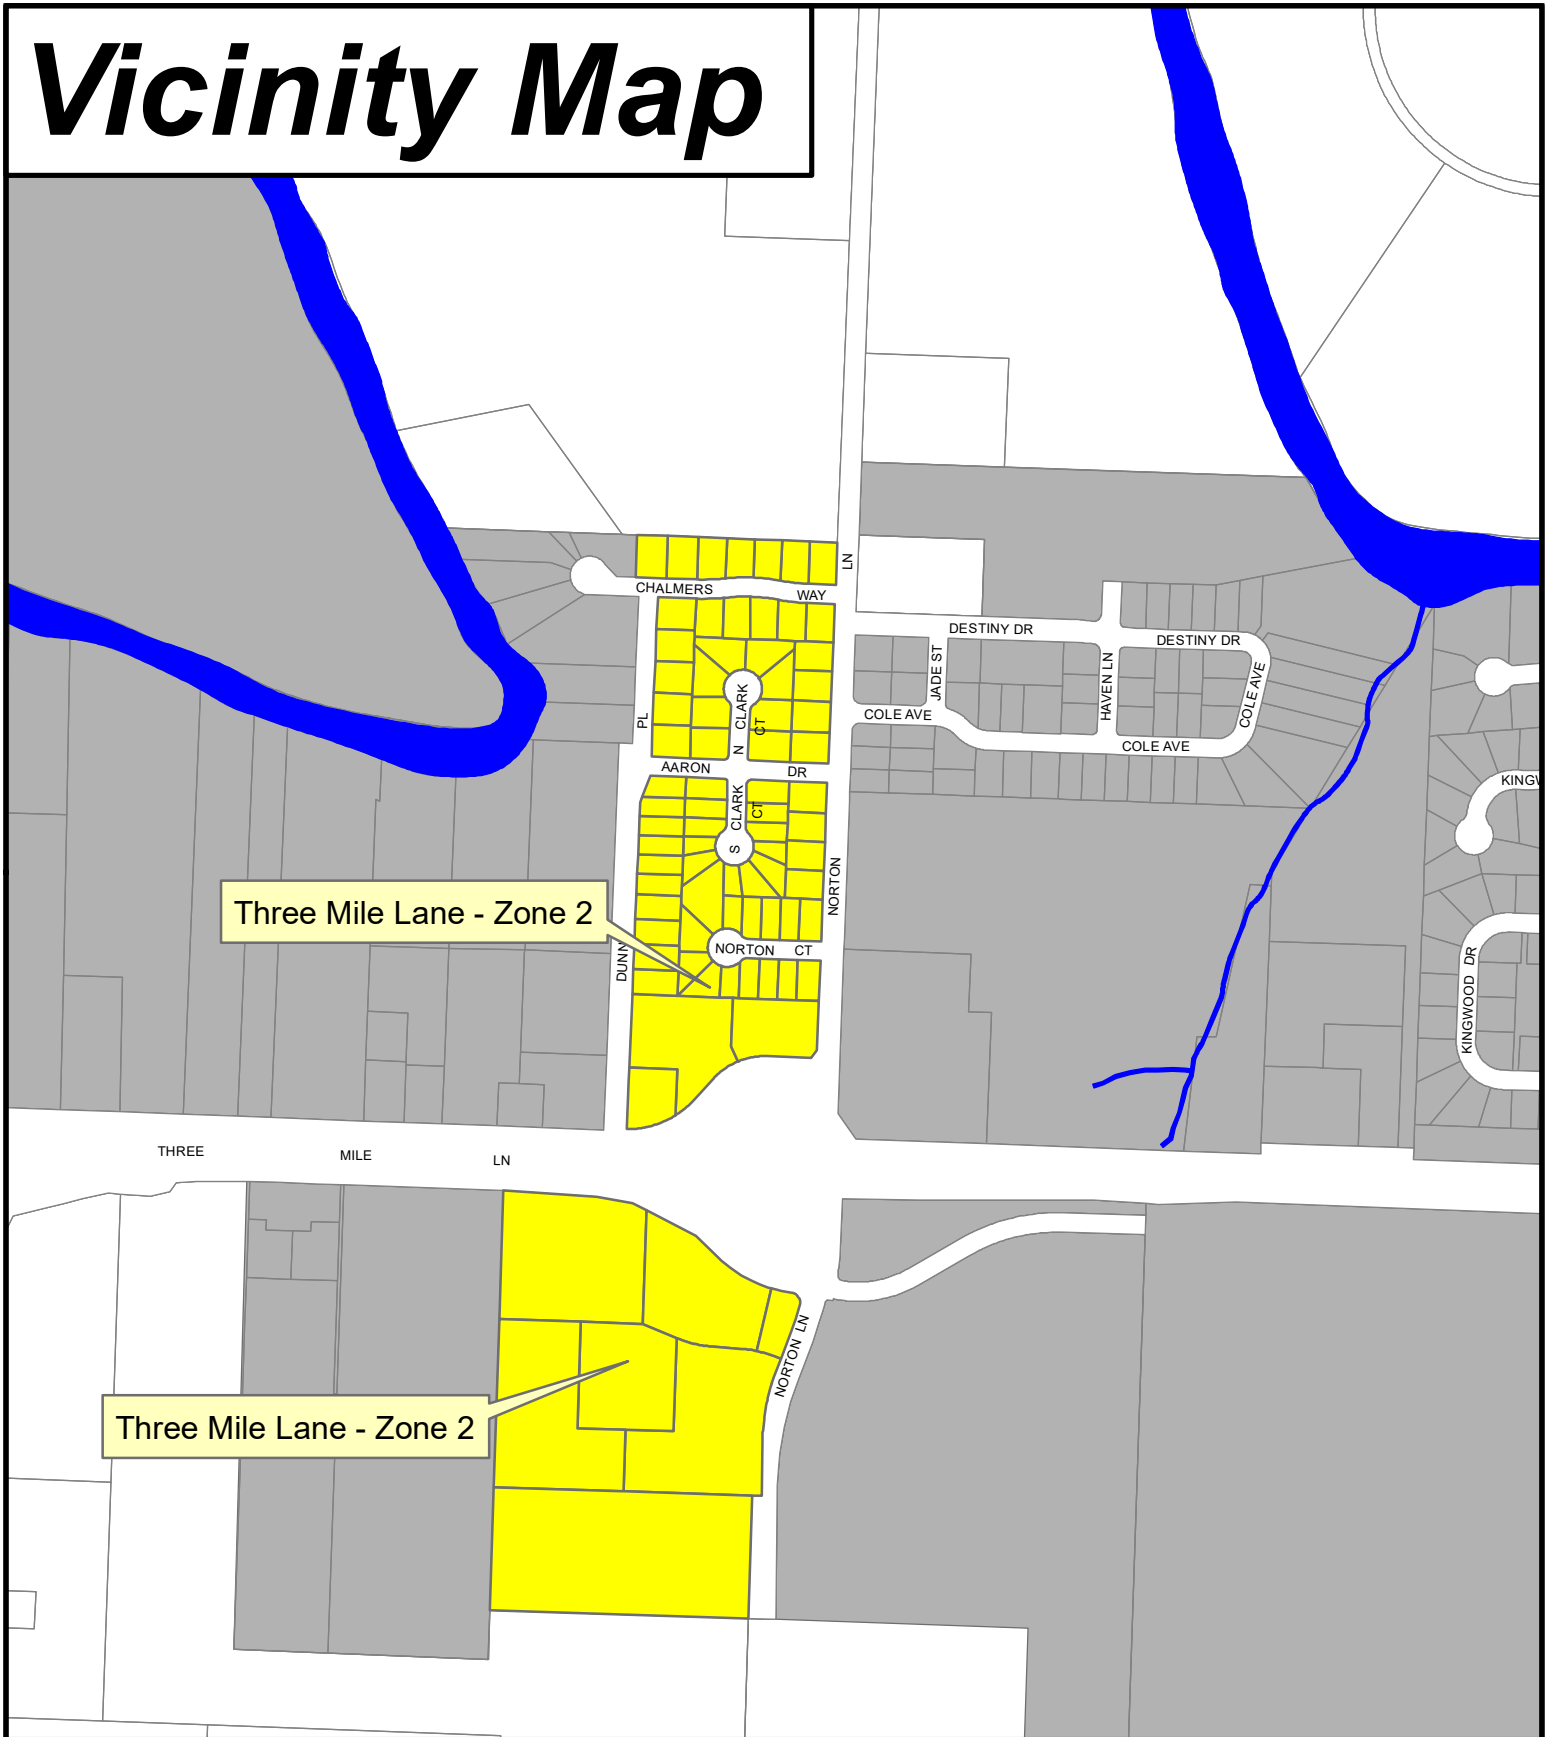 Vicinity Map
LN
CHALMERS WAY
DESTINY DR
DESTINY DR
JADE ST
HAVEN LN
COLE AVE
COLE AVE
COLE AVE
PL
N CLARK CT
AARON DR
S CLARK CT
KINGW
NORTON
Three Mile Lane - Zone 2
DUNN
NORTON CT
KINGWOOD DR
THREE MILE LN
NORTON LN
Three Mile Lane - Zone 2